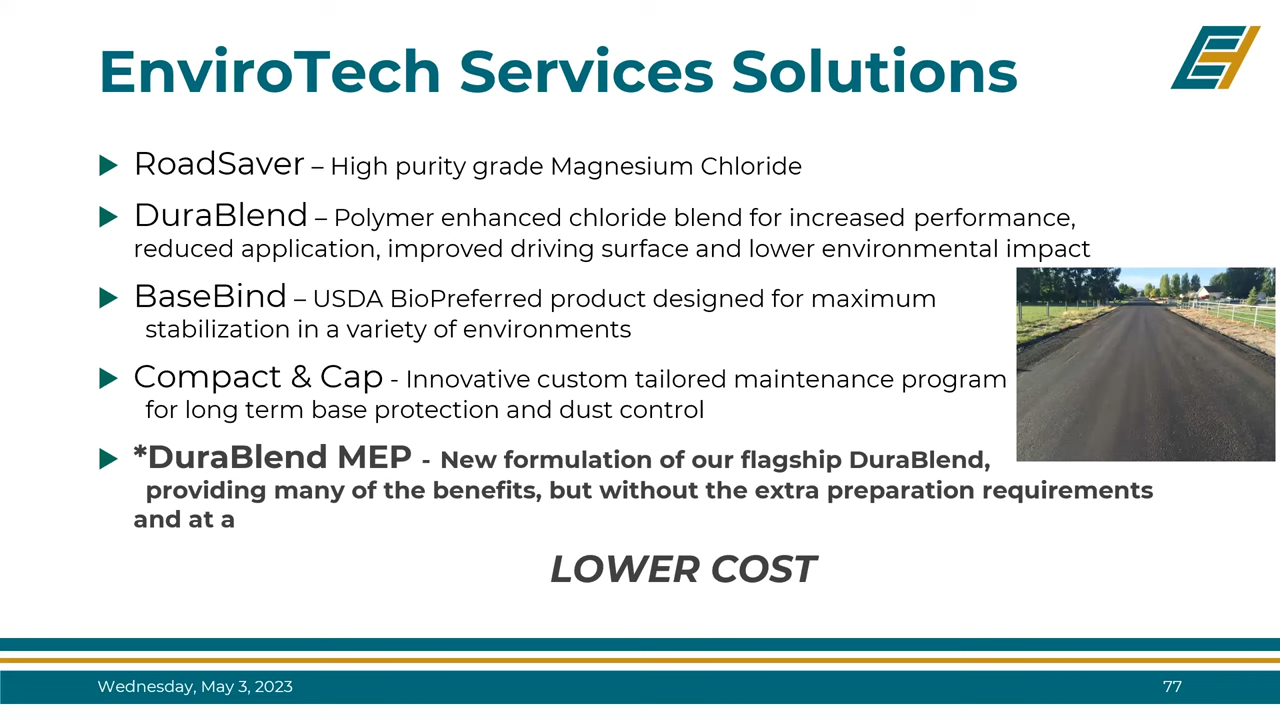 EnviroTech Services Solutions
RoadSaver – High purity grade Magnesium Chloride
DuraBlend – Polymer enhanced chloride blend for increased performance,
reduced application, improved driving surface and lower environmental impact
BaseBind – USDA BioPreferred product designed for maximum
stabilization in a variety of environments
Compact & Cap - Innovative custom tailored maintenance program
for long term base protection and dust control
*DuraBlend MEP - New formulation of our flagship DuraBlend,
providing many of the benefits, but without the extra preparation requirements
and at a
LOWER COST
Wednesday, May 3, 2023
77